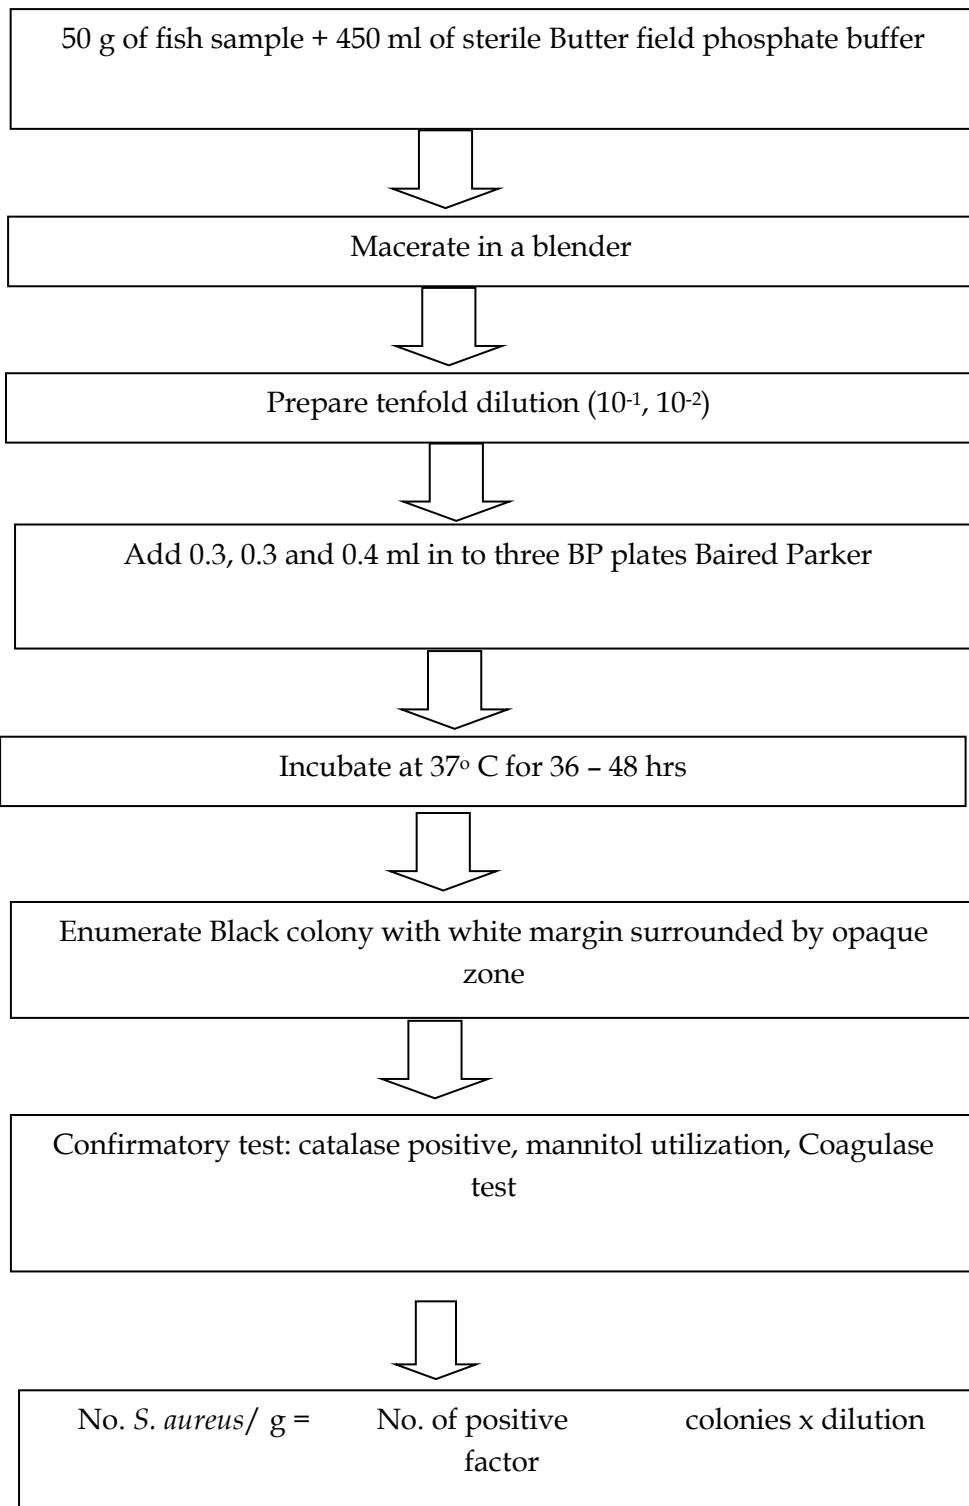 50 g of fish sample + 450 ml of sterile Butter field phosphate buffer
Macerate in a blender
Prepare tenfold dilution (10-1, 10-2)
Add 0.3, 0.3 and 0.4 ml in to three BP plates Baired Parker
Incubate at 37o C for 36 – 48 hrs
Enumerate Black colony with white margin surrounded by opaque
zone
Confirmatory test: catalase positive, mannitol utilization, Coagulase
test
No. S. aureus/ g = No. of positive colonies x dilution
factor